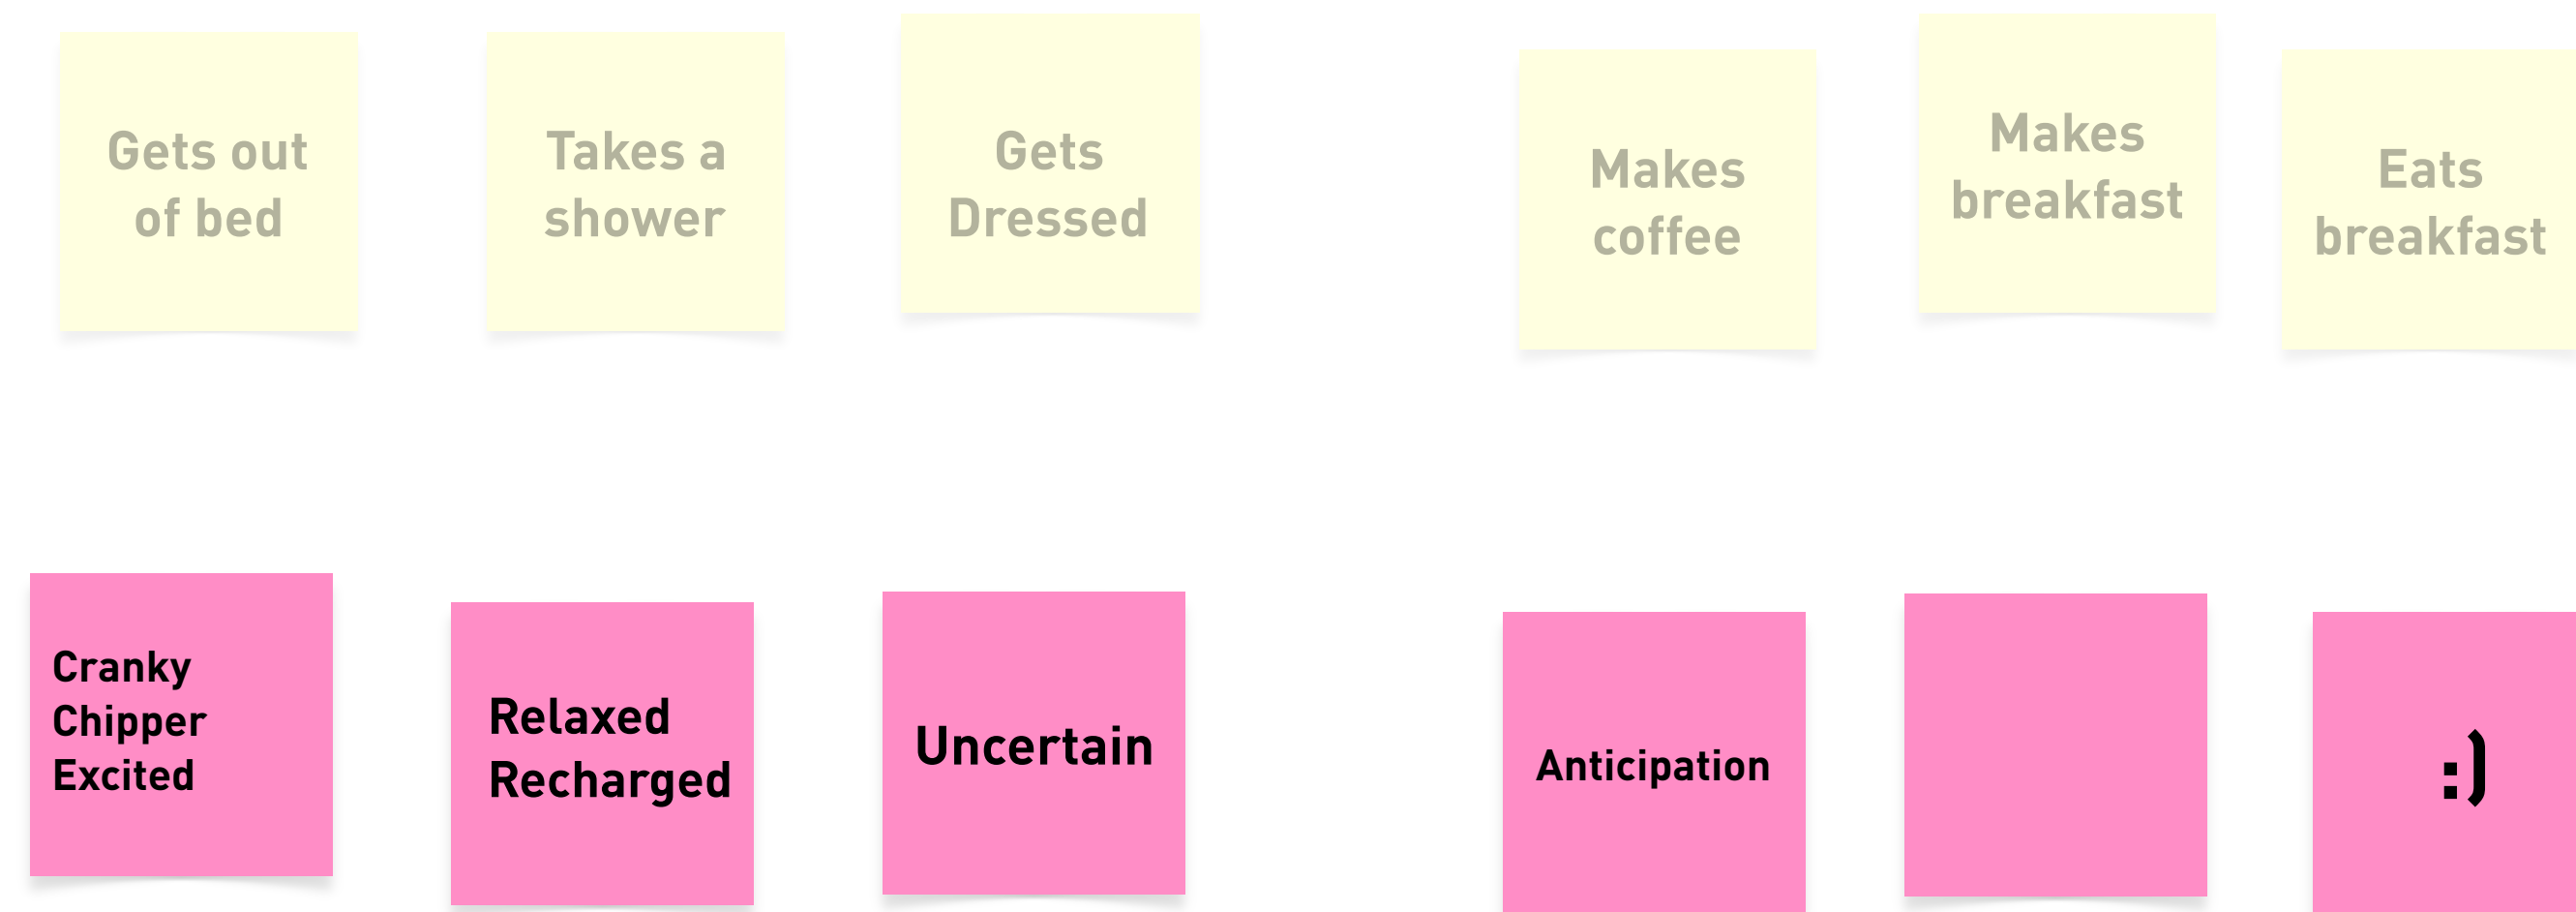 Gets out
of bed
Takes a
shower
Gets
Dressed
Makes
coffee
Makes
breakfast
Eats
breakfast
Cranky
Chipper
Excited
Relaxed
Recharged
Uncertain
Anticipation
:)